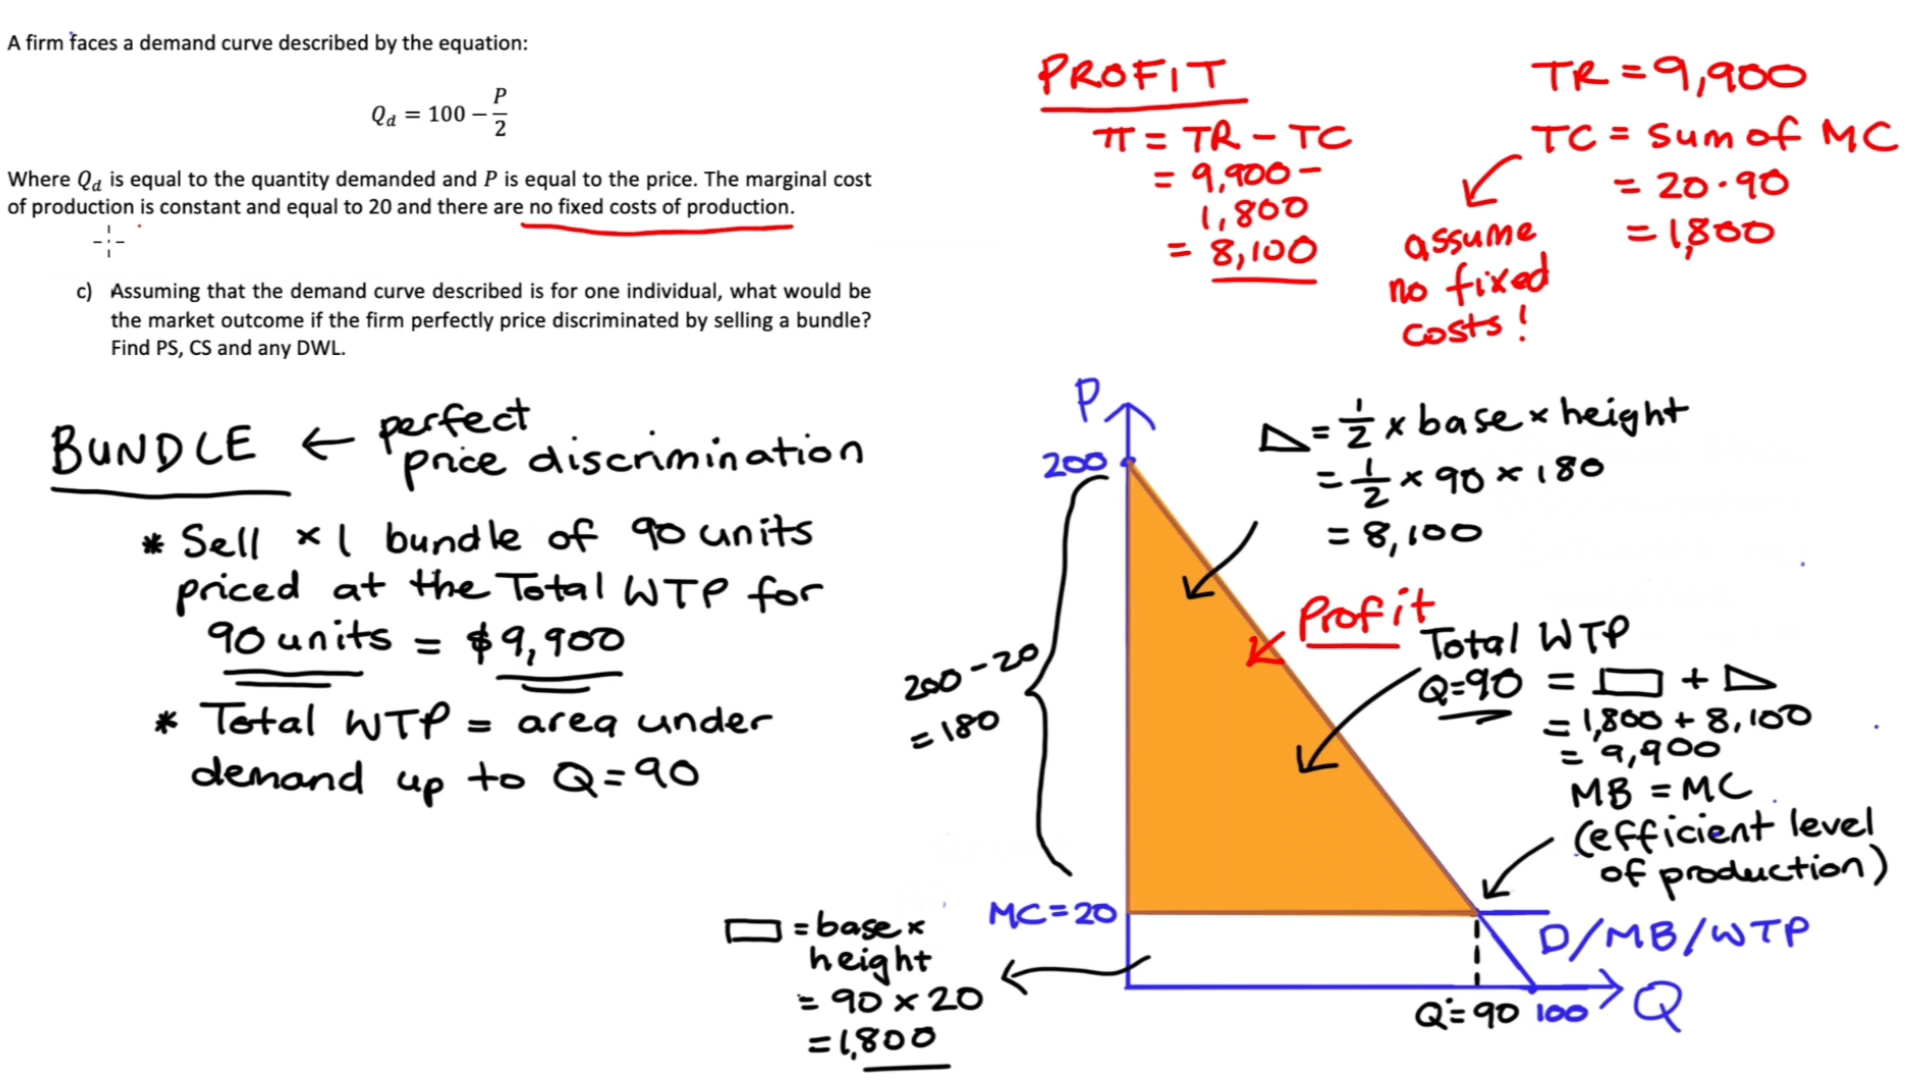 A firm faces a demand curve described by the equation:
Qd = 100 − P/2
Where Qd is equal to the quantity demanded and P is equal to the price. The marginal cost
of production is constant and equal to 20 and there are no fixed costs of production.
c) Assuming that the demand curve described is for one individual, what would be
the market outcome if the firm perfectly price discriminated by selling a bundle?
Find PS, CS and any DWL.
BUNDLE ← perfect
price discrimination
* Sell x 1 bundle of 90 units
priced at the Total WTP for
90 units = $9,900
* Total WTP = area under
demand up to Q=90
PROFIT
π = TR − TC
= 9,900 −
1,800
= 8,100
TR = 9,900
TC = sum of MC
= 20·90
= 1,800
assume
no fixed
costs!
P
200
200 − 20
= 180
MC = 20
△ = 1/2 x base x height
= 1/2 x 90 x 180
= 8,100
Profit
Total WTP
Q=90 = ▭ + △
= 1,800 + 8,100
= 9,900
MB = MC
(efficient level
of production)
D/MB/WTP
▭ = base x
height
= 90 x 20
= 1,800
Q* = 90
100
Q